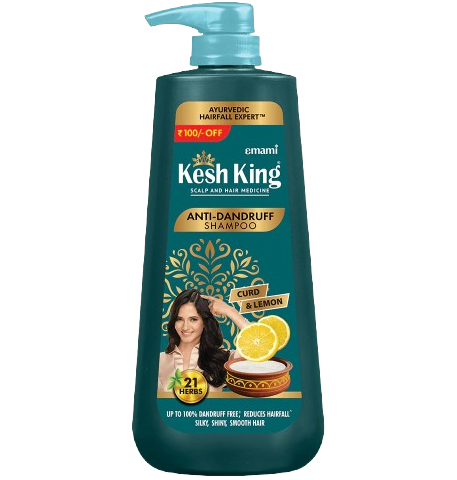 AYURVEDIC
HAIRFALL EXPERT™
₹100/- OFF
emami
Kesh King®
SCALP AND HAIR MEDICINE
ANTI-DANDRUFF
SHAMPOO
CURD
& LEMON
21
HERBS
UP TO 100% DANDRUFF FREE*, REDUCES HAIRFALL^
SILKY, SHINY, SMOOTH HAIR